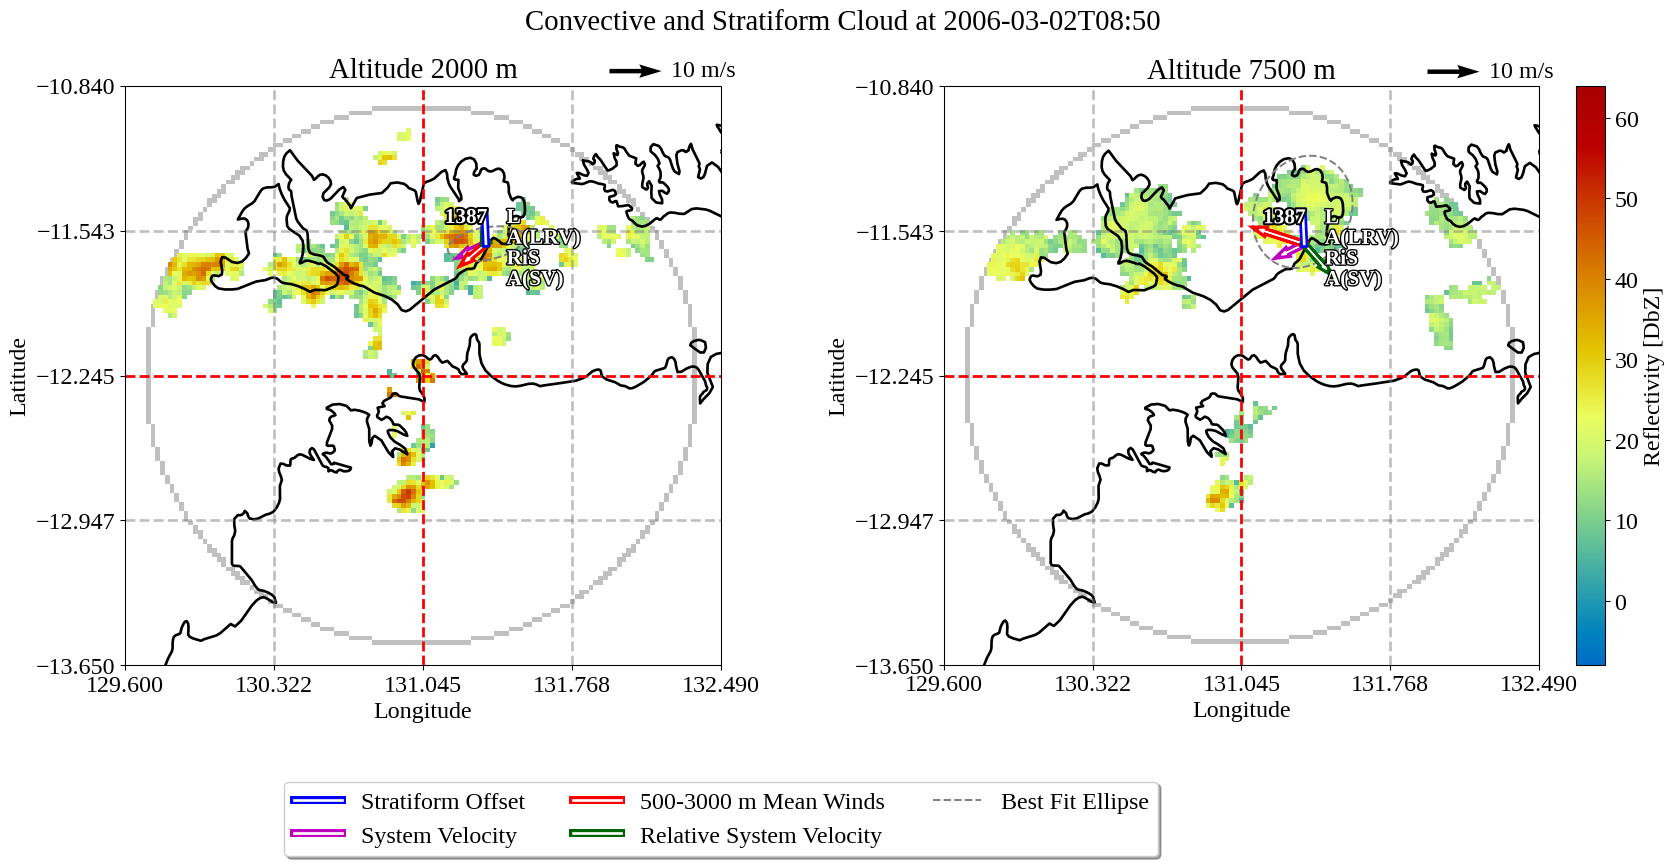 Convective and Stratiform Cloud at 2006-03-02T08:50
Altitude 2000 m
10 m/s
−10.840
−11.543
−12.245
−12.947
−13.650
129.600
130.322
131.045
131.768
132.490
Latitude
Longitude
1387
L
A(LRV)
RiS
A(SV)
Altitude 7500 m
10 m/s
−10.840
−11.543
−12.245
−12.947
−13.650
129.600
130.322
131.045
131.768
132.490
Latitude
Longitude
1387
L
A(LRV)
RiS
A(SV)
60
50
40
30
20
10
0
Reflectivity [DbZ]
Stratiform Offset
System Velocity
500-3000 m Mean Winds
Relative System Velocity
Best Fit Ellipse